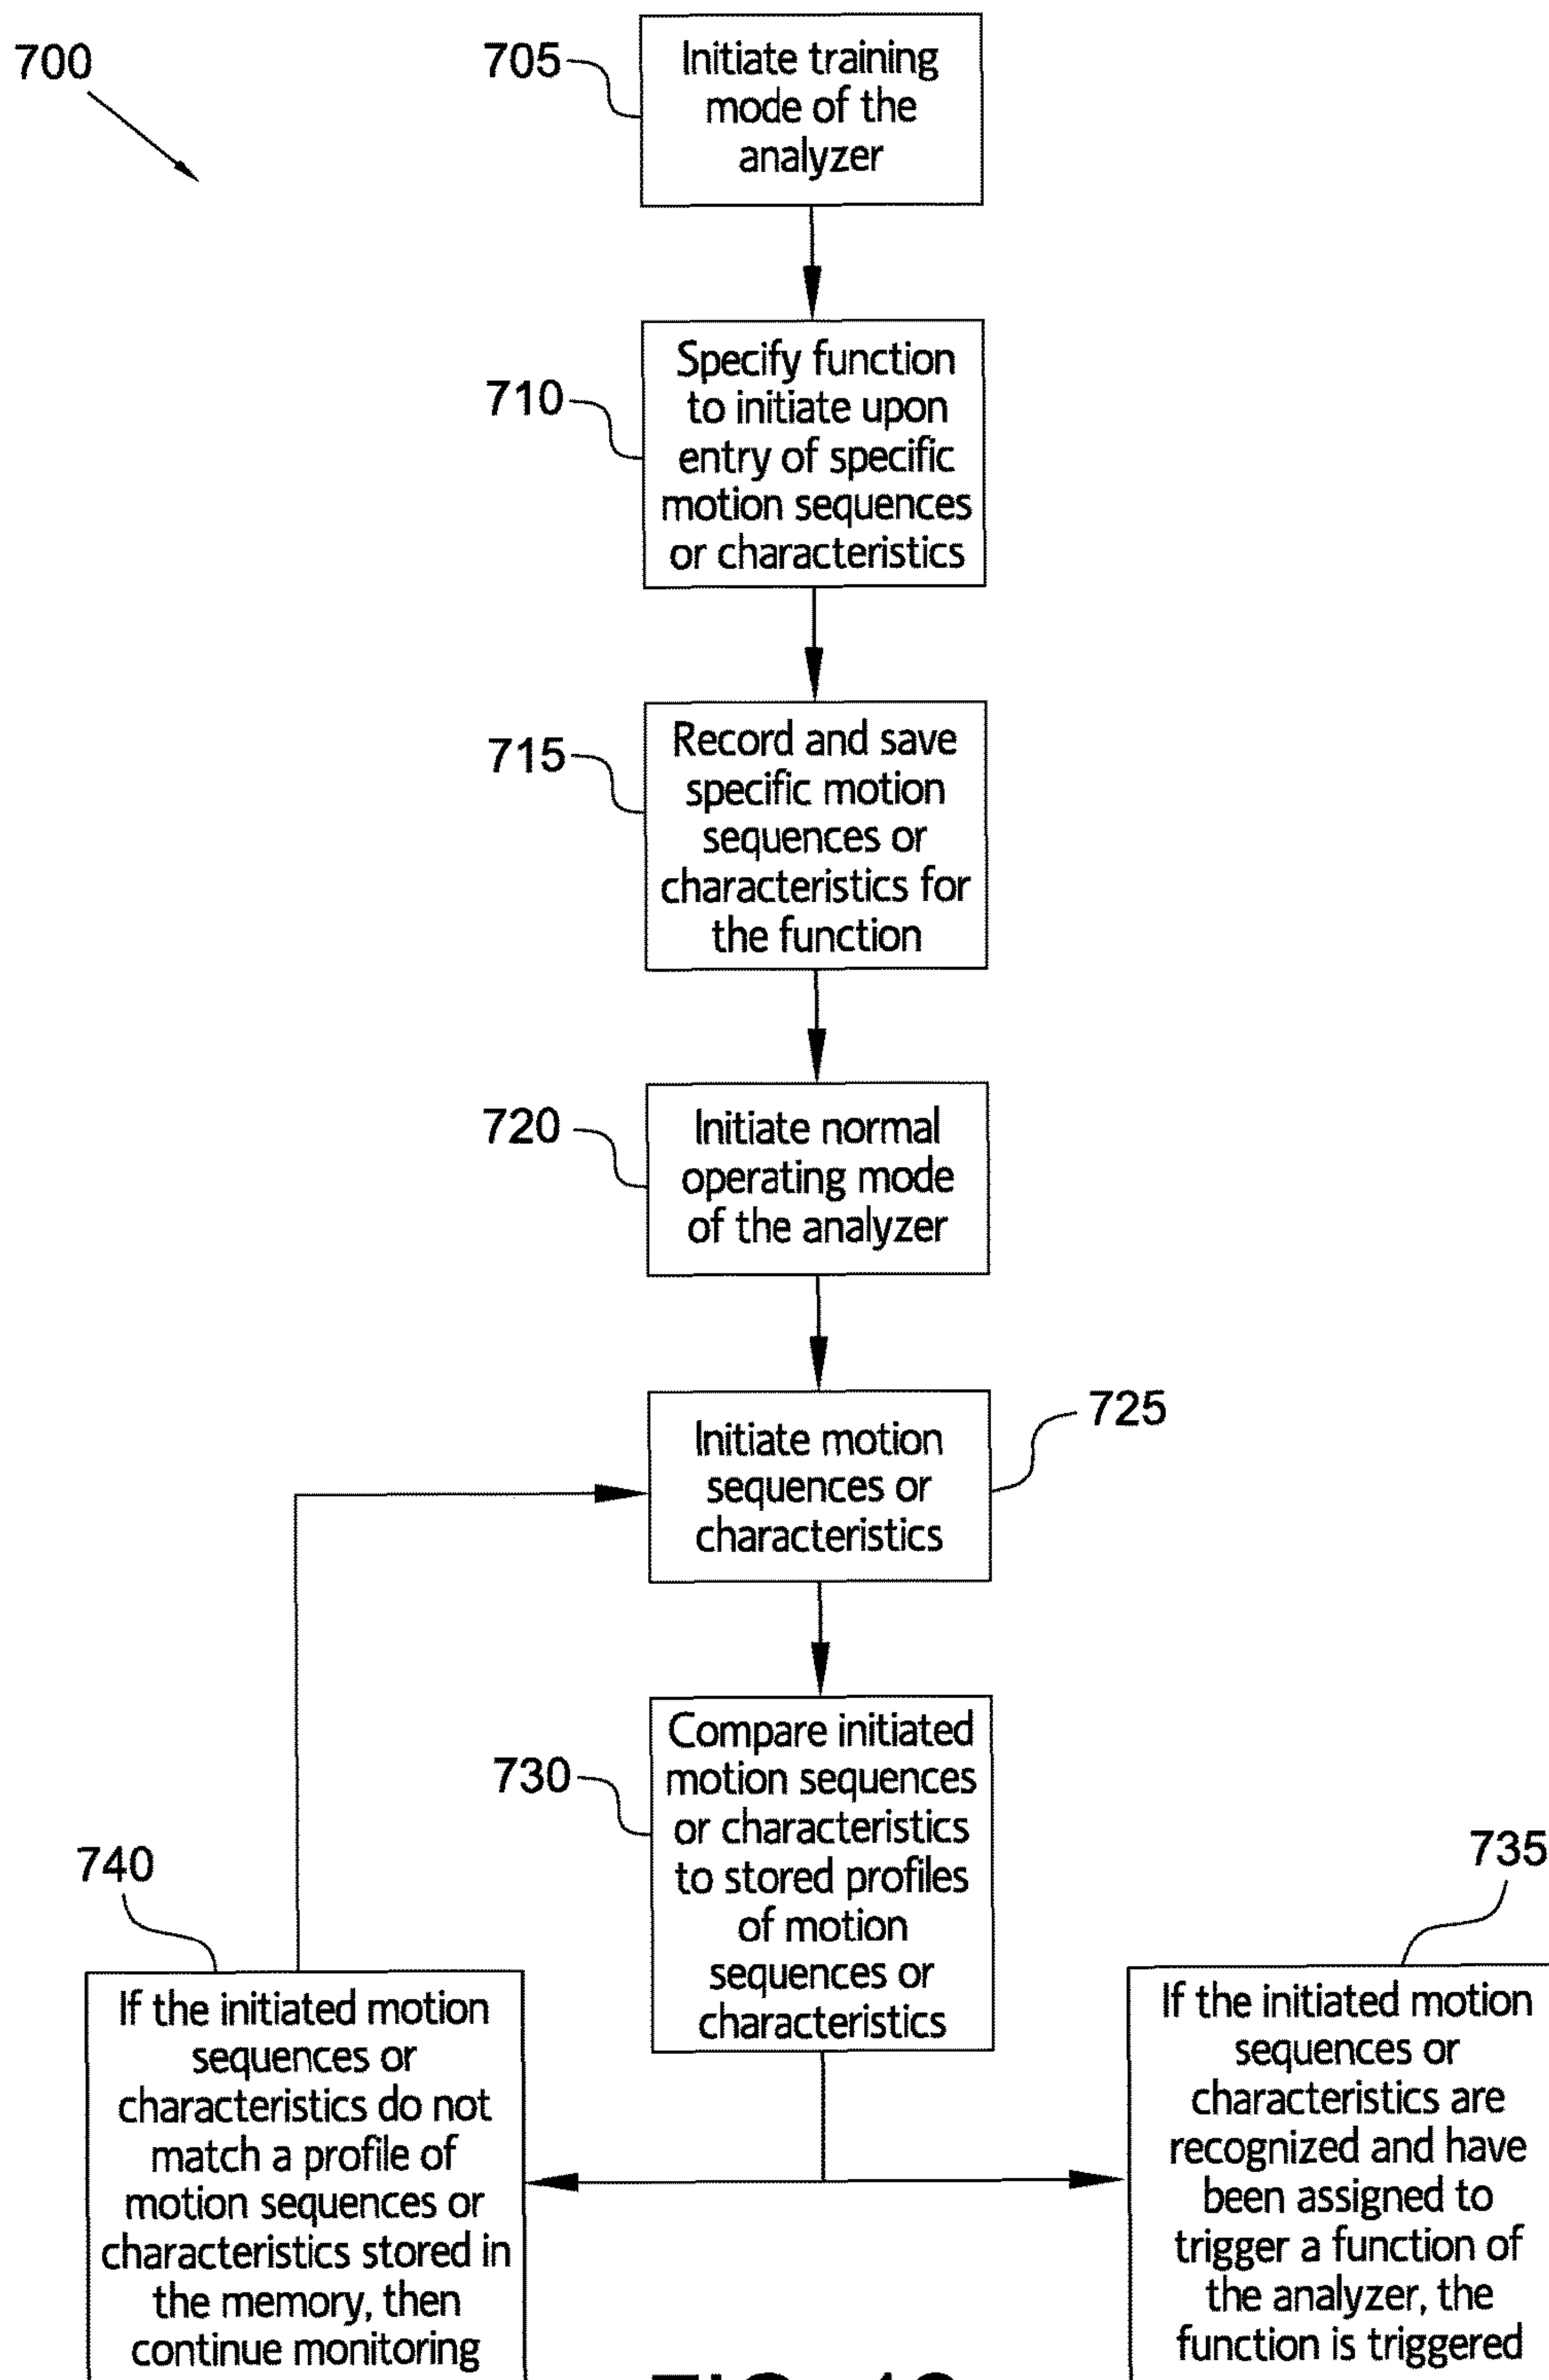 700
705
Initiate training
mode of the
analyzer
710
Specify function
to initiate upon
entry of specific
motion sequences
or characteristics
715
Record and save
specific motion
sequences or
characteristics for
the function
720
Initiate normal
operating mode
of the analyzer
725
Initiate motion
sequences or
characteristics
730
Compare initiated
motion sequences
or characteristics
to stored profiles
of motion
sequences or
characteristics
740
If the initiated motion
sequences or
characteristics do not
match a profile of
motion sequences or
characteristics stored in
the memory, then
continue monitoring
735
If the initiated motion
sequences or
characteristics are
recognized and have
been assigned to
trigger a function of
the analyzer, the
function is triggered